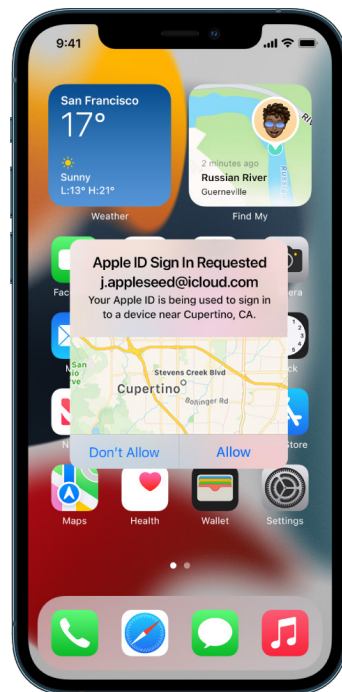 9:41
San Francisco
17°
Sunny
L:13° H:21°
Weather
2 minutes ago
Russian River
Guerneville
Find My
Apple ID Sign In Requested
j.appleseed@icloud.com
Your Apple ID is being used to sign in
to a device near Cupertino, CA.
San
Stevens Creek Blvd
Cupertino
Bollinger Rd
Don't Allow
Allow
Store
Maps
Health
Wallet
Settings